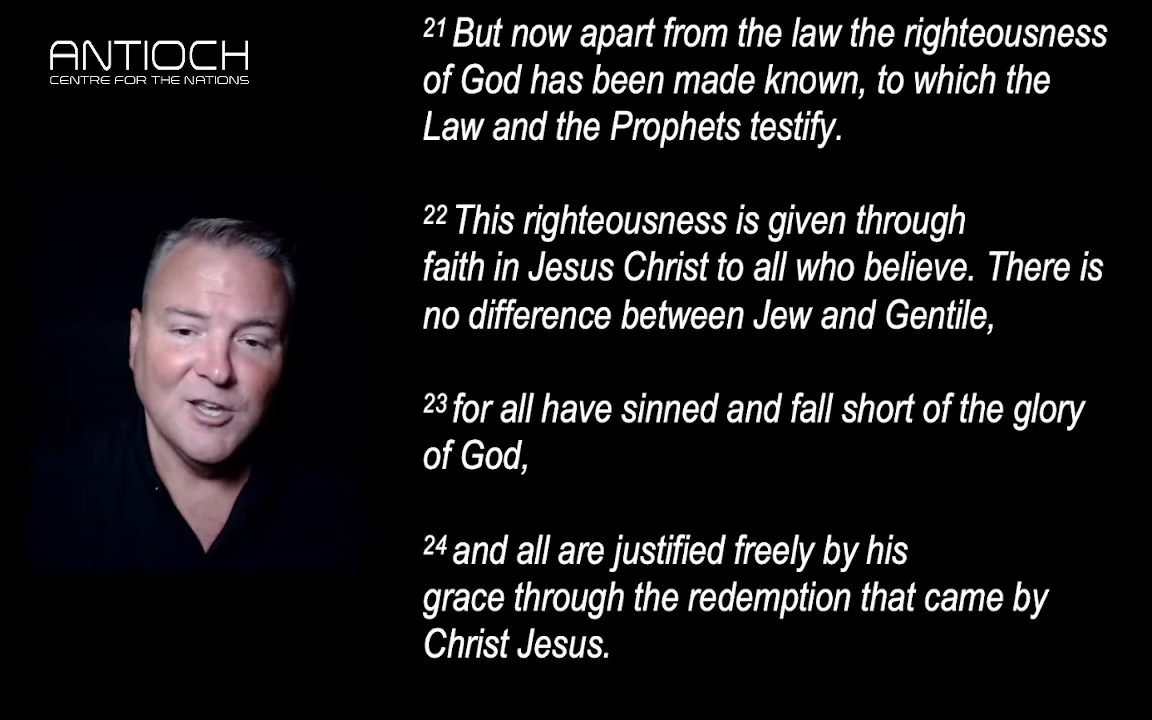 ANTIOCH
CENTRE FOR THE NATIONS
21 But now apart from the law the righteousness
of God has been made known, to which the
Law and the Prophets testify.
22 This righteousness is given through
faith in Jesus Christ to all who believe. There is
no difference between Jew and Gentile,
23 for all have sinned and fall short of the glory
of God,
24 and all are justified freely by his
grace through the redemption that came by
Christ Jesus.